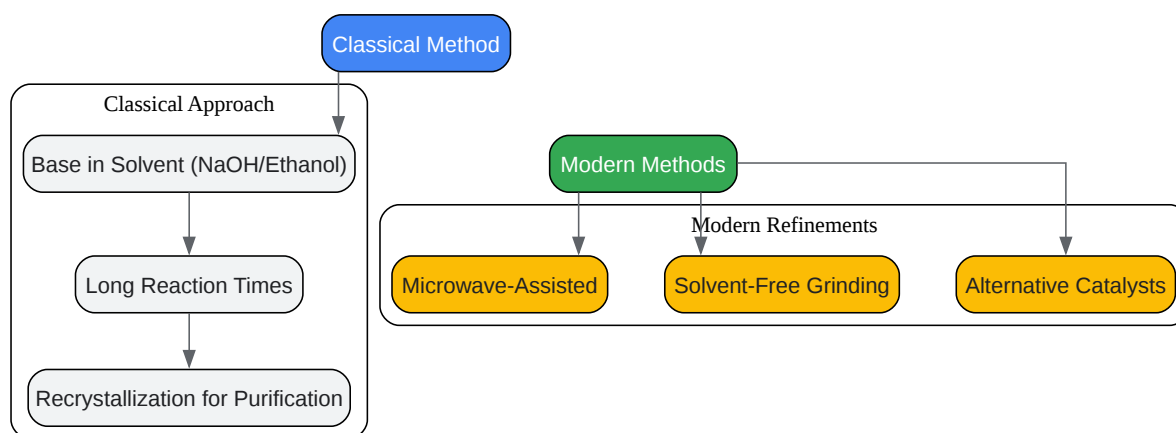 Classical Method
Classical Approach
Base in Solvent (NaOH/Ethanol)
Long Reaction Times
Recrystallization for Purification
Modern Methods
Modern Refinements
Microwave-Assisted
Solvent-Free Grinding
Alternative Catalysts